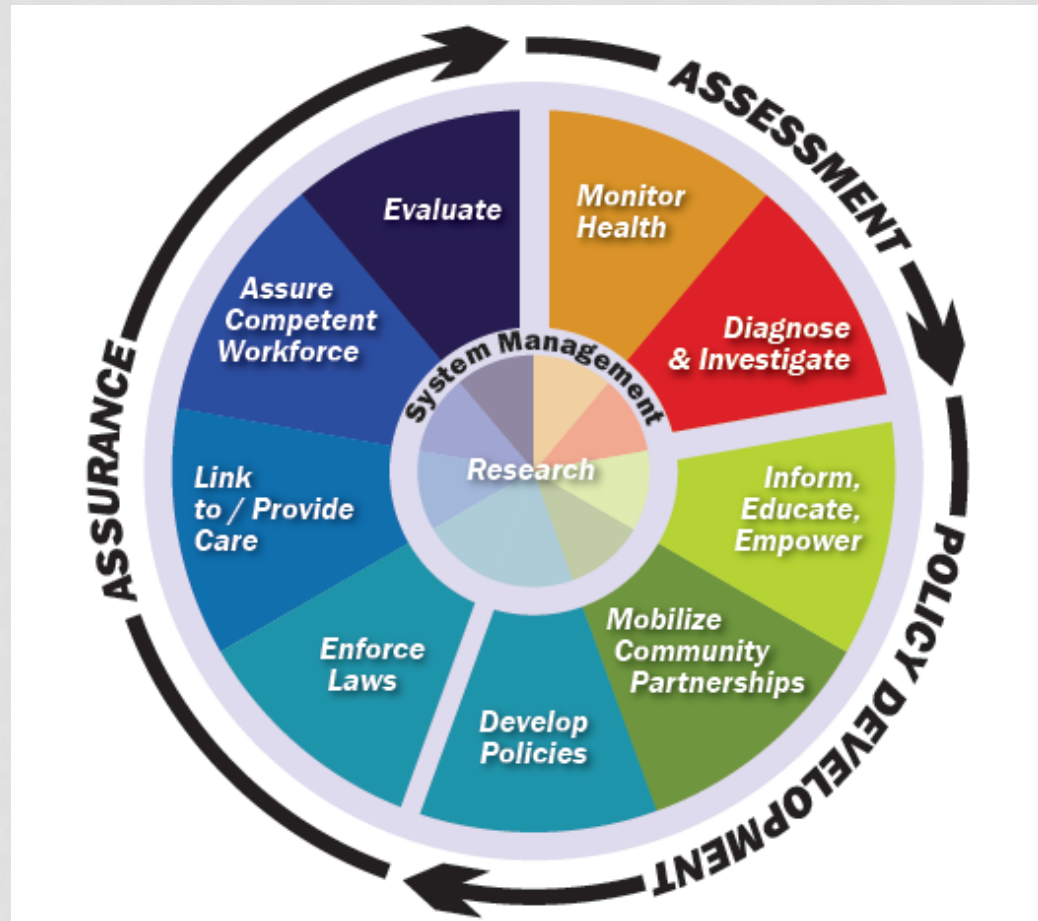 ASSESSMENT
POLICY DEVELOPMENT
ASSURANCE
Monitor
Health
Diagnose
& Investigate
Inform,
Educate,
Empower
Mobilize
Community
Partnerships
Develop
Policies
Enforce
Laws
Link
to / Provide
Care
Assure
Competent
Workforce
Evaluate
System Management
Research